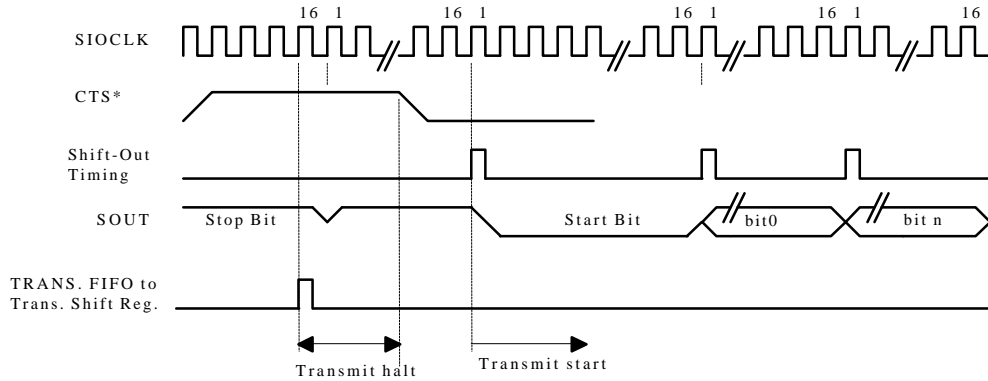 16 1 16 1 16 1 16 1 16
SIOCLK
CTS*
Shift-Out
Timing
SOUT Stop Bit Start Bit bit0 bit n
TRANS. FIFO to
Trans. Shift Reg.
Transmit halt Transmit start